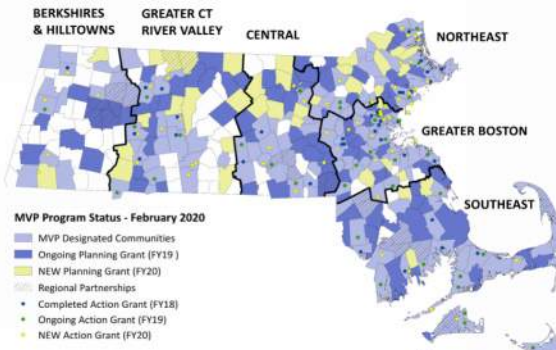 BERKSHIRES
& HILLTOWNS
GREATER CT
RIVER VALLEY
CENTRAL
NORTHEAST
GREATER BOSTON
SOUTHEAST
MVP Program Status - February 2020
MVP Designated Communities
Ongoing Planning Grant (FY19 )
NEW Planning Grant (FY20)
Regional Partnerships
Completed Action Grant (FY18)
Ongoing Action Grant (FY19)
NEW Action Grant (FY20)